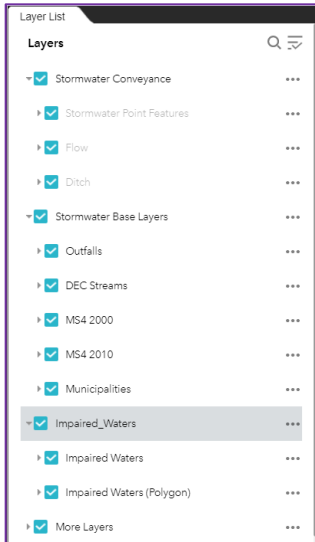 Layer List
Layers
Stormwater Conveyance
Stormwater Point Features
Flow
Ditch
Stormwater Base Layers
Outfalls
DEC Streams
MS4 2000
MS4 2010
Municipalities
Impaired_Waters
Impaired Waters
Impaired Waters (Polygon)
More Layers